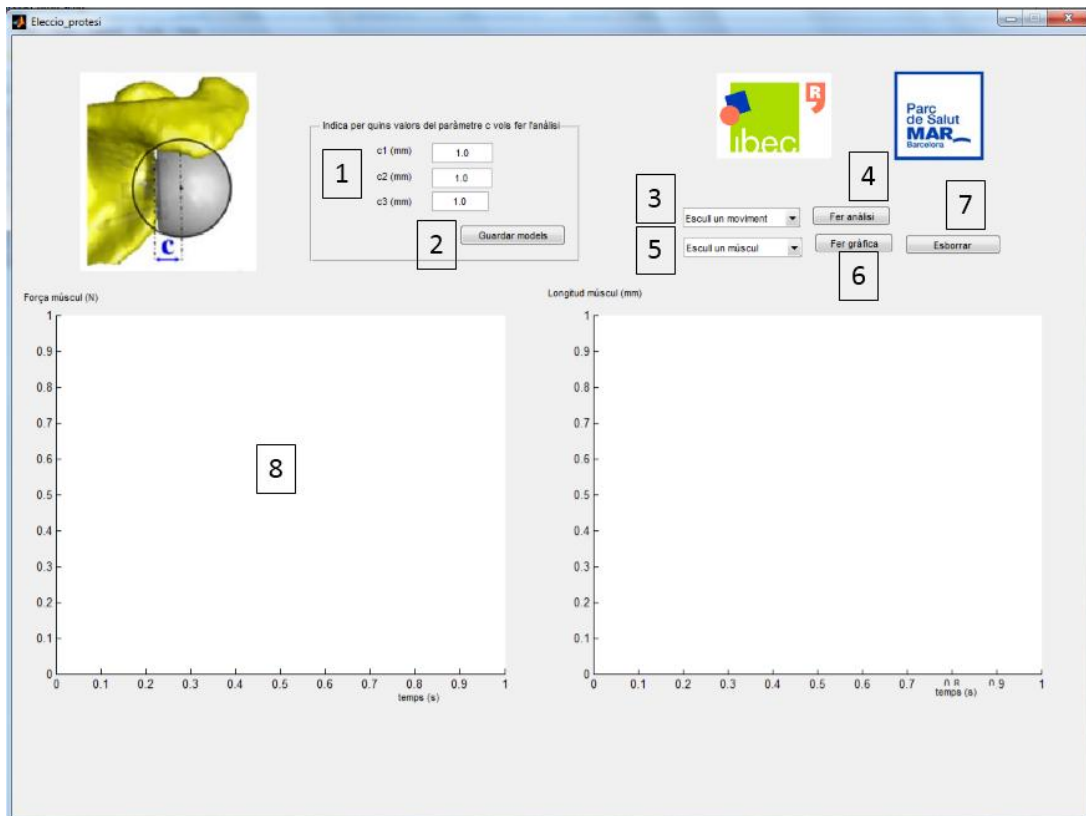 Eleccio_protesi
Indica per quins valors del paràmetre c vols fer l'anàlisi
1
c1 (mm) 1.0
c2 (mm) 1.0
c3 (mm) 1.0
2
Guardar models
c
ibec
R
Parc
de Salut
MAR
Barcelona
3
4
7
Escull un moviment
Fer anàlisi
5
Escull un múscul
Fer gràfica
Esborrar
6
Força múscul (N)
1
0.9
0.8
0.7
0.6
0.5
0.4
0.3
0.2
0.1
0
8
0 0.1 0.2 0.3 0.4 0.5 0.6 0.7 0.8 0.9 1
temps (s)
Longitud múscul (mm)
1
0.9
0.8
0.7
0.6
0.5
0.4
0.3
0.2
0.1
0
0 0.1 0.2 0.3 0.4 0.5 0.6 0.7 0.8 0.9 1
temps (s)